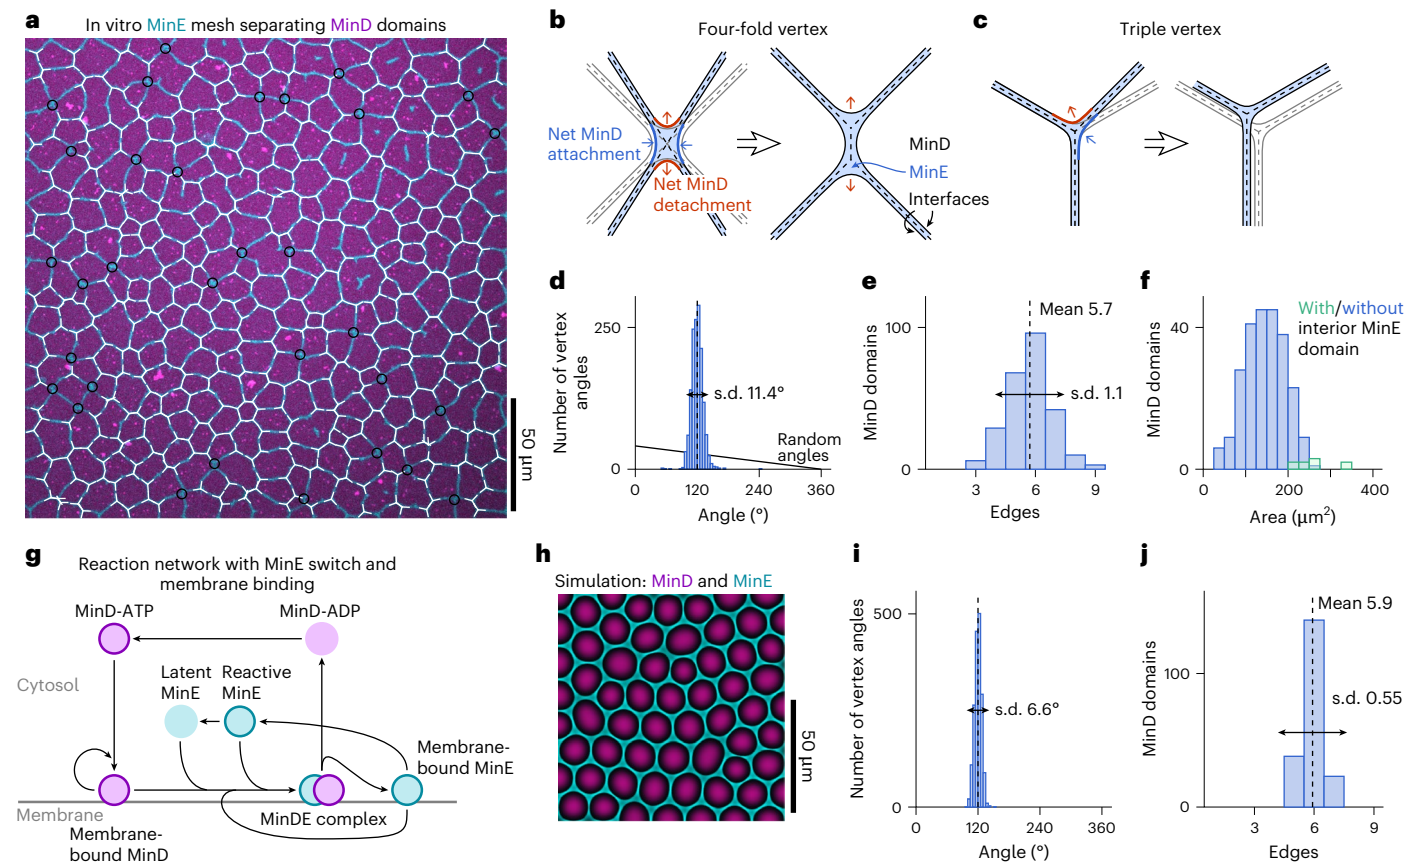 a
In vitro MinE mesh separating MinD domains
50 µm
b
Four-fold vertex
Net MinD
attachment
Net MinD
detachment
MinD
MinE
Interfaces
c
Triple vertex
d
Number of vertex
angles
250
0
s.d. 11.4°
Random
angles
0 120 240 360
Angle (°)
e
MinD domains
100
0
Mean 5.7
s.d. 1.1
3 6 9
Edges
f
MinD domains
40
0
With/without
interior MinE
domain
0 200 400
Area (µm²)
g
Reaction network with MinE switch and
membrane binding
MinD-ATP
MinD-ADP
Cytosol
Latent
MinE
Reactive
MinE
Membrane-
bound MinE
Membrane
MinDE complex
Membrane-
bound MinD
h
Simulation: MinD and MinE
50 µm
i
Number of vertex angles
500
0
s.d. 6.6°
0 120 240 360
Angle (°)
j
MinD domains
100
0
Mean 5.9
s.d. 0.55
3 6 9
Edges